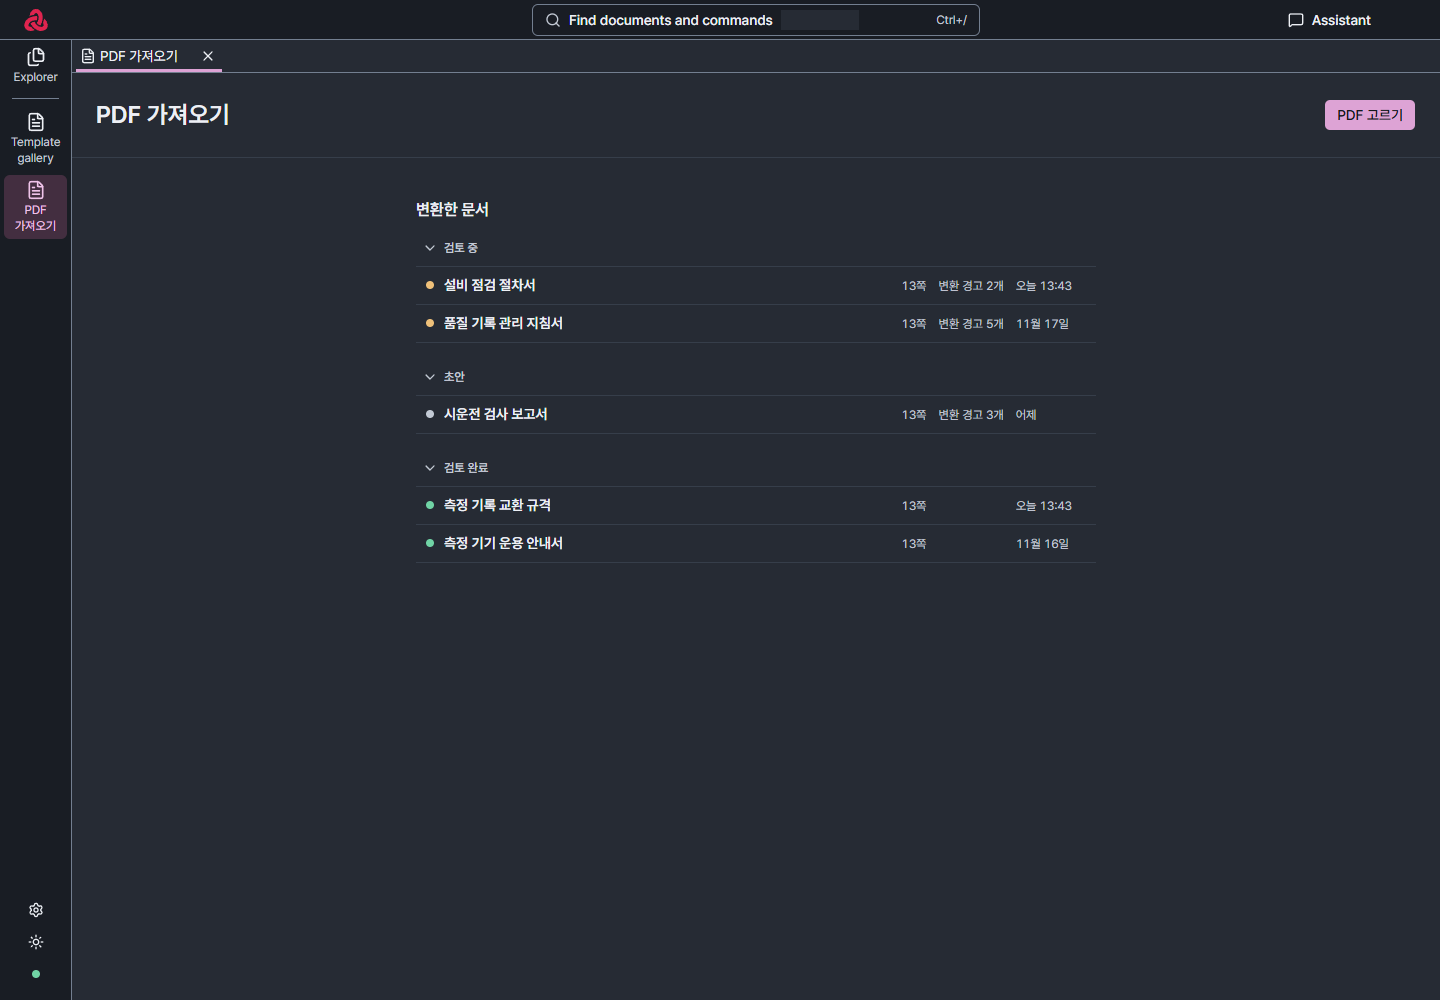 Find documents and commands
Ctrl+/
Assistant
Explorer
Template
gallery
PDF
가져오기
PDF 가져오기
PDF 가져오기
PDF 고르기
변환한 문서
검토 중
설비 점검 절차서 13쪽 변환 경고 2개 오늘 13:43
품질 기록 관리 지침서 13쪽 변환 경고 5개 11월 17일
초안
시운전 검사 보고서 13쪽 변환 경고 3개 어제
검토 완료
측정 기록 교환 규격 13쪽 오늘 13:43
측정 기기 운용 안내서 13쪽 11월 16일